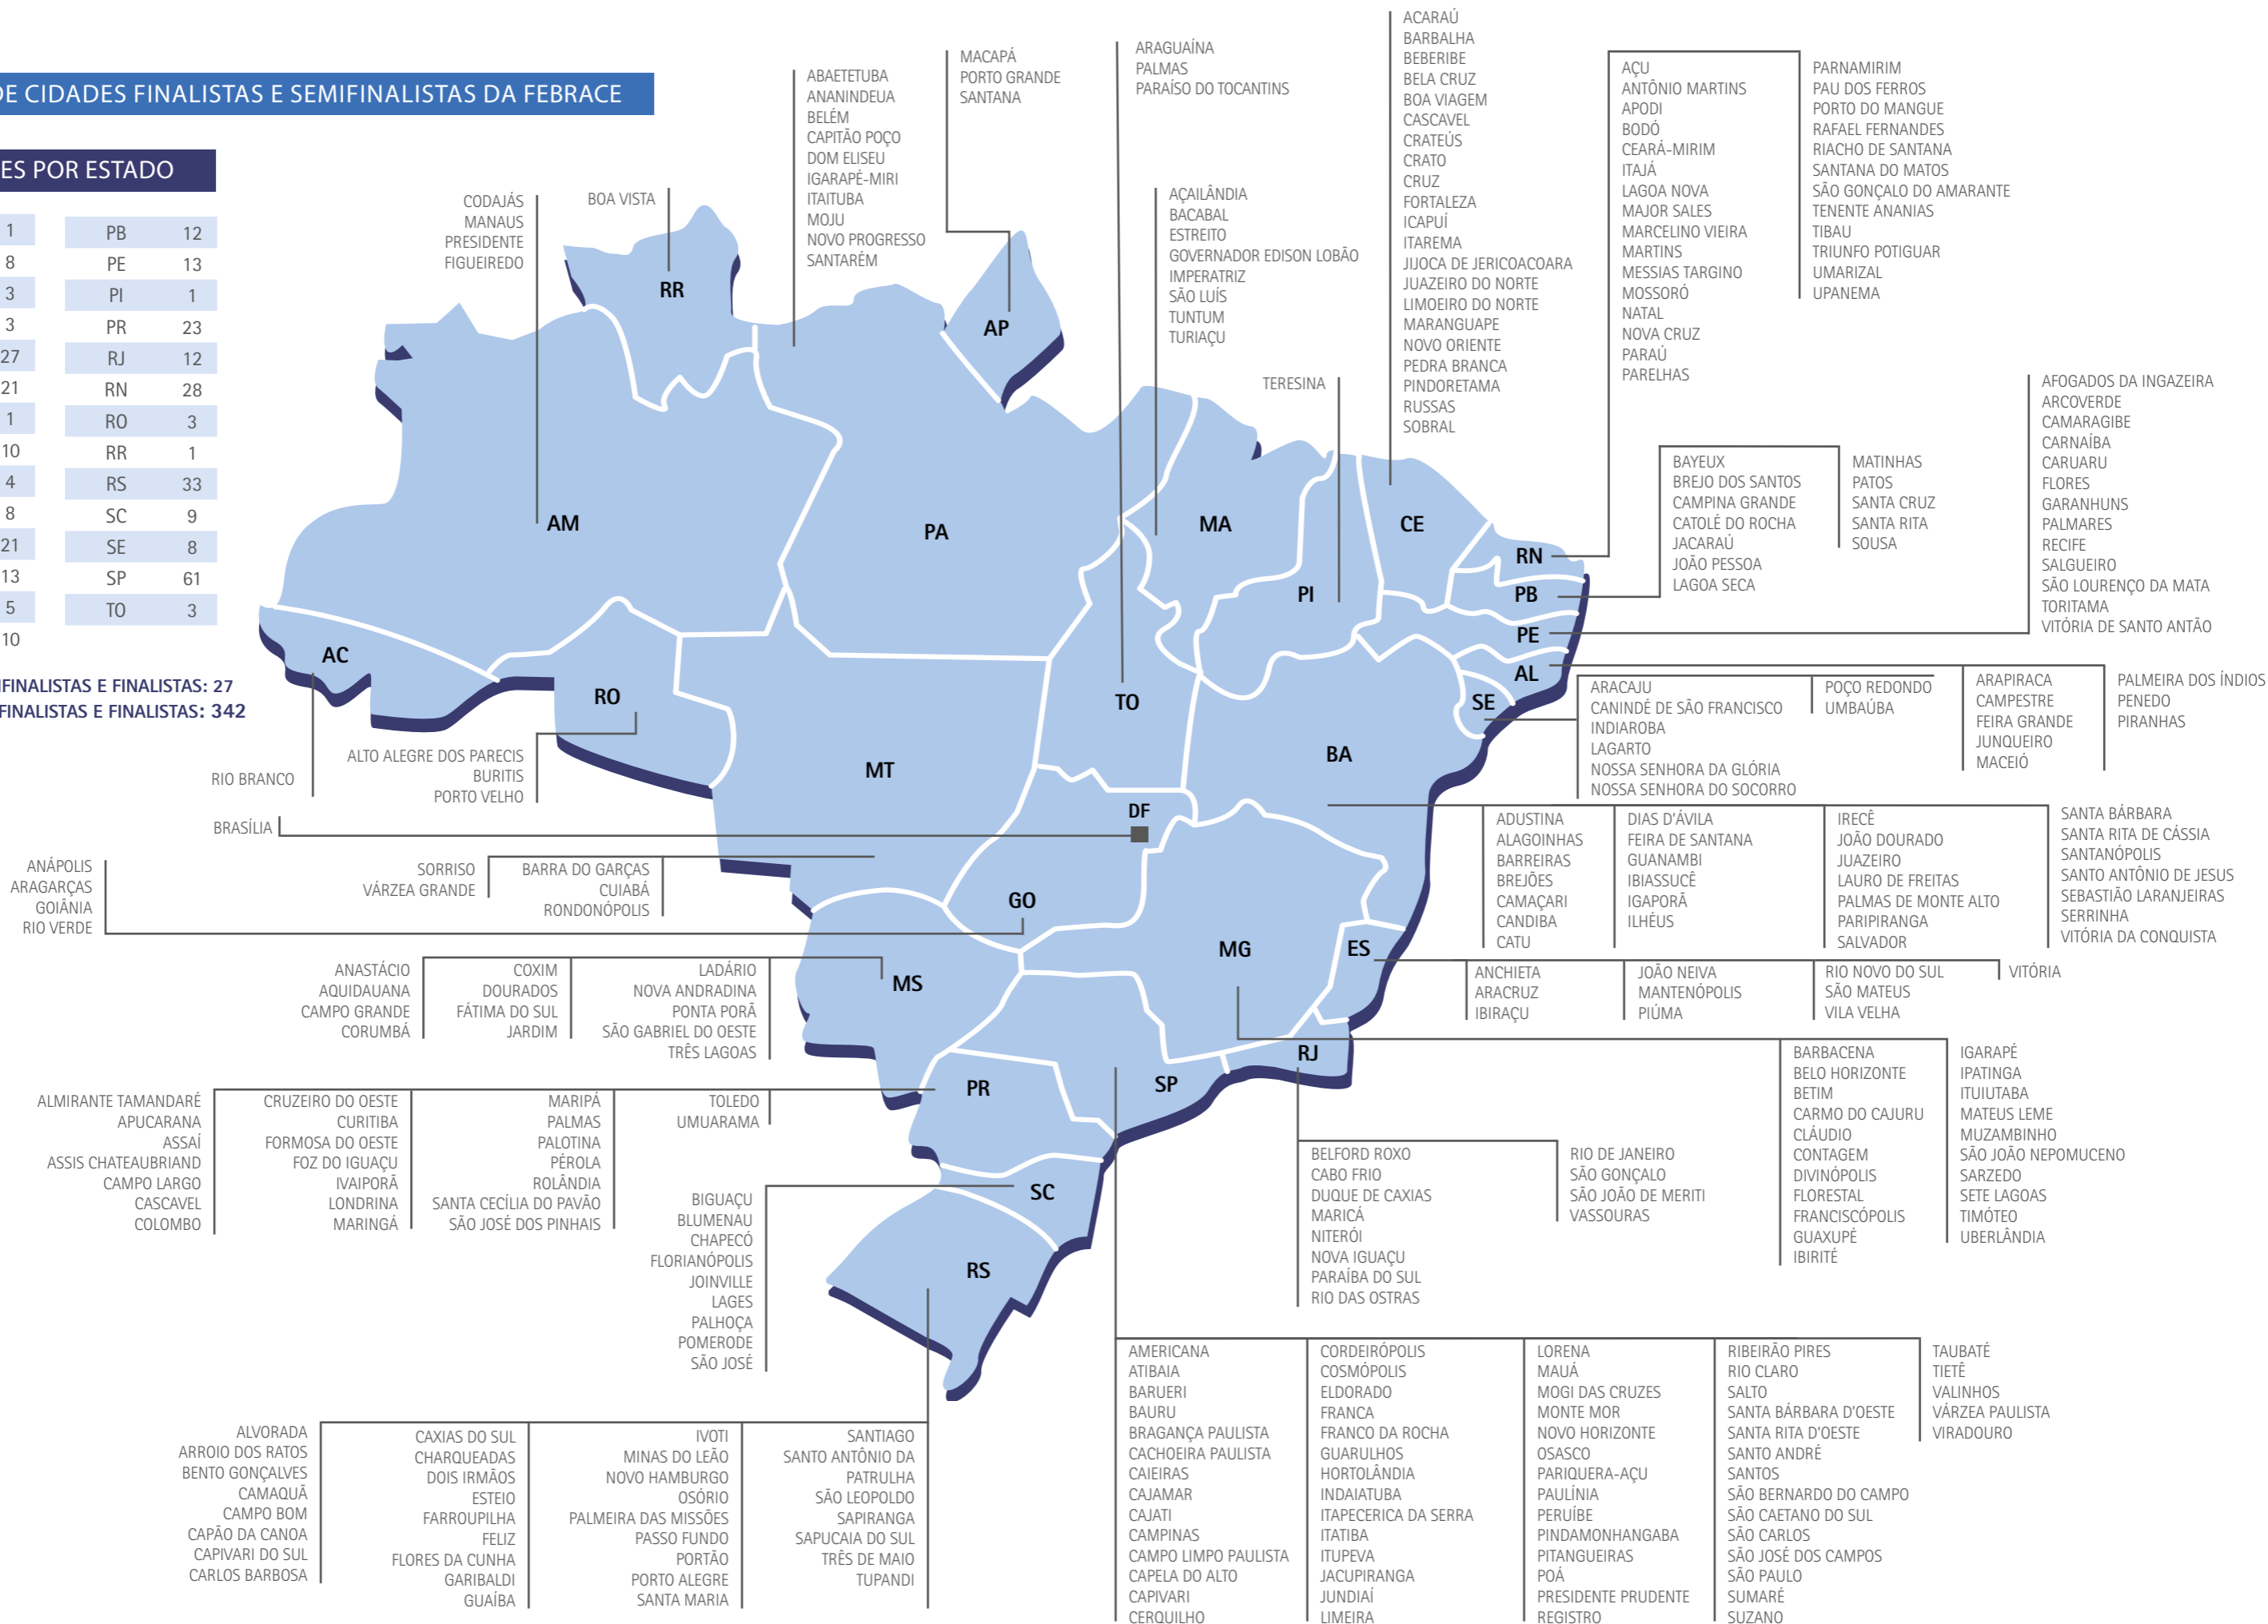 DE CIDADES FINALISTAS E SEMIFINALISTAS DA FEBRACE
ES POR ESTADO
1
8
3
3
27
21
1
10
4
8
21
13
5
10
PB 12
PE 13
PI 1
PR 23
RJ 12
RN 28
RO 3
RR 1
RS 33
SC 9
SE 8
SP 61
TO 3
IFINALISTAS E FINALISTAS: 27
FINALISTAS E FINALISTAS: 342
CODAJÁS
MANAUS
PRESIDENTE
FIGUEIREDO
BOA VISTA
ABAETETUBA
ANANINDEUA
BELÉM
CAPITÃO POÇO
DOM ELISEU
IGARAPÉ-MIRI
ITAITUBA
MOJU
NOVO PROGRESSO
SANTARÉM
MACAPÁ
PORTO GRANDE
SANTANA
ARAGUAÍNA
PALMAS
PARAÍSO DO TOCANTINS
AÇAILÂNDIA
BACABAL
ESTREITO
GOVERNADOR EDISON LOBÃO
IMPERATRIZ
SÃO LUÍS
TUNTUM
TURIAÇU
TERESINA
ACARAÚ
BARBALHA
BEBERIBE
BELA CRUZ
BOA VIAGEM
CASCAVEL
CRATEÚS
CRATO
CRUZ
FORTALEZA
ICAPUÍ
ITAREMA
JIJOCA DE JERICOACOARA
JUAZEIRO DO NORTE
LIMOEIRO DO NORTE
MARANGUAPE
NOVO ORIENTE
PEDRA BRANCA
PINDORETAMA
RUSSAS
SOBRAL
AÇU
ANTÔNIO MARTINS
APODI
BODÓ
CEARÁ-MIRIM
ITAJÁ
LAGOA NOVA
MAJOR SALES
MARCELINO VIEIRA
MARTINS
MESSIAS TARGINO
MOSSORÓ
NATAL
NOVA CRUZ
PARAÚ
PARELHAS
PARNAMIRIM
PAU DOS FERROS
PORTO DO MANGUE
RAFAEL FERNANDES
RIACHO DE SANTANA
SANTANA DO MATOS
SÃO GONÇALO DO AMARANTE
TENENTE ANANIAS
TIBAU
TRIUNFO POTIGUAR
UMARIZAL
UPANEMA
BAYEUX
BREJO DOS SANTOS
CAMPINA GRANDE
CATOLÉ DO ROCHA
JACARAÚ
JOÃO PESSOA
LAGOA SECA
MATINHAS
PATOS
SANTA CRUZ
SANTA RITA
SOUSA
AFOGADOS DA INGAZEIRA
ARCOVERDE
CAMARAGIBE
CARNAÍBA
CARUARU
FLORES
GARANHUNS
PALMARES
RECIFE
SALGUEIRO
SÃO LOURENÇO DA MATA
TORITAMA
VITÓRIA DE SANTO ANTÃO
RR
AP
AM
PA
MA
CE
RN
PI
PB
PE
AL
SE
AC
RO
TO
BA
MT
DF
GO
MG
ES
MS
RJ
SP
PR
SC
RS
ARACAJU
CANINDÉ DE SÃO FRANCISCO
INDIAROBA
LAGARTO
NOSSA SENHORA DA GLÓRIA
NOSSA SENHORA DO SOCORRO
POÇO REDONDO
UMBAÚBA
ARAPIRACA
CAMPESTRE
FEIRA GRANDE
JUNQUEIRO
MACEIÓ
PALMEIRA DOS ÍNDIOS
PENEDO
PIRANHAS
RIO BRANCO
ALTO ALEGRE DOS PARECIS
BURITIS
PORTO VELHO
BRASÍLIA
ANÁPOLIS
ARAGARÇAS
GOIÂNIA
RIO VERDE
SORRISO
VÁRZEA GRANDE
BARRA DO GARÇAS
CUIABÁ
RONDONÓPOLIS
ADUSTINA
ALAGOINHAS
BARREIRAS
BREJÕES
CAMAÇARI
CANDIBA
CATU
DIAS D'ÁVILA
FEIRA DE SANTANA
GUANAMBI
IBIASSUCÊ
IGAPORÃ
ILHÉUS
IRECÊ
JOÃO DOURADO
JUAZEIRO
LAURO DE FREITAS
PALMAS DE MONTE ALTO
PARIPIRANGA
SALVADOR
SANTA BÁRBARA
SANTA RITA DE CÁSSIA
SANTANÓPOLIS
SANTO ANTÔNIO DE JESUS
SEBASTIÃO LARANJEIRAS
SERRINHA
VITÓRIA DA CONQUISTA
ANASTÁCIO
AQUIDAUANA
CAMPO GRANDE
CORUMBÁ
COXIM
DOURADOS
FÁTIMA DO SUL
JARDIM
LADÁRIO
NOVA ANDRADINA
PONTA PORÃ
SÃO GABRIEL DO OESTE
TRÊS LAGOAS
ANCHIETA
ARACRUZ
IBIRAÇU
JOÃO NEIVA
MANTENÓPOLIS
PIÚMA
RIO NOVO DO SUL
SÃO MATEUS
VILA VELHA
VITÓRIA
ALMIRANTE TAMANDARÉ
APUCARANA
ASSAÍ
ASSIS CHATEAUBRIAND
CAMPO LARGO
CASCAVEL
COLOMBO
CRUZEIRO DO OESTE
CURITIBA
FORMOSA DO OESTE
FOZ DO IGUAÇU
IVAIPORÃ
LONDRINA
MARINGÁ
MARIPÁ
PALMAS
PALOTINA
PÉROLA
ROLÂNDIA
SANTA CECÍLIA DO PAVÃO
SÃO JOSÉ DOS PINHAIS
TOLEDO
UMUARAMA
BARBACENA
BELO HORIZONTE
BETIM
CARMO DO CAJURU
CLÁUDIO
CONTAGEM
DIVINÓPOLIS
FLORESTAL
FRANCISCÓPOLIS
GUAXUPÉ
IBIRITÉ
IGARAPÉ
IPATINGA
ITUIUTABA
MATEUS LEME
MUZAMBINHO
SÃO JOÃO NEPOMUCENO
SARZEDO
SETE LAGOAS
TIMÓTEO
UBERLÂNDIA
BIGUAÇU
BLUMENAU
CHAPECÓ
FLORIANÓPOLIS
JOINVILLE
LAGES
PALHOÇA
POMERODE
SÃO JOSÉ
BELFORD ROXO
CABO FRIO
DUQUE DE CAXIAS
MARICÁ
NITERÓI
NOVA IGUAÇU
PARAÍBA DO SUL
RIO DAS OSTRAS
RIO DE JANEIRO
SÃO GONÇALO
SÃO JOÃO DE MERITI
VASSOURAS
ALVORADA
ARROIO DOS RATOS
BENTO GONÇALVES
CAMAQUÃ
CAMPO BOM
CAPÃO DA CANOA
CAPIVARI DO SUL
CARLOS BARBOSA
CAXIAS DO SUL
CHARQUEADAS
DOIS IRMÃOS
ESTEIO
FARROUPILHA
FELIZ
FLORES DA CUNHA
GARIBALDI
GUAÍBA
IVOTI
MINAS DO LEÃO
NOVO HAMBURGO
OSÓRIO
PALMEIRA DAS MISSÕES
PASSO FUNDO
PORTÃO
PORTO ALEGRE
SANTA MARIA
SANTIAGO
SANTO ANTÔNIO DA
PATRULHA
SÃO LEOPOLDO
SAPIRANGA
SAPUCAIA DO SUL
TRÊS DE MAIO
TUPANDI
AMERICANA
ATIBAIA
BARUERI
BAURU
BRAGANÇA PAULISTA
CACHOEIRA PAULISTA
CAIEIRAS
CAJAMAR
CAJATI
CAMPINAS
CAMPO LIMPO PAULISTA
CAPELA DO ALTO
CAPIVARI
CERQUILHO
CORDEIRÓPOLIS
COSMÓPOLIS
ELDORADO
FRANCA
FRANCO DA ROCHA
GUARULHOS
HORTOLÂNDIA
INDAIATUBA
ITAPECERICA DA SERRA
ITATIBA
ITUPEVA
JACUPIRANGA
JUNDIAÍ
LIMEIRA
LORENA
MAUÁ
MOGI DAS CRUZES
MONTE MOR
NOVO HORIZONTE
OSASCO
PARIQUERA-AÇU
PAULÍNIA
PERUÍBE
PINDAMONHANGABA
PITANGUEIRAS
POÁ
PRESIDENTE PRUDENTE
REGISTRO
RIBEIRÃO PIRES
RIO CLARO
SALTO
SANTA BÁRBARA D'OESTE
SANTA RITA D'OESTE
SANTO ANDRÉ
SANTOS
SÃO BERNARDO DO CAMPO
SÃO CAETANO DO SUL
SÃO CARLOS
SÃO JOSÉ DOS CAMPOS
SÃO PAULO
SUMARÉ
SUZANO
TAUBATÉ
TIETÊ
VALINHOS
VÁRZEA PAULISTA
VIRADOURO